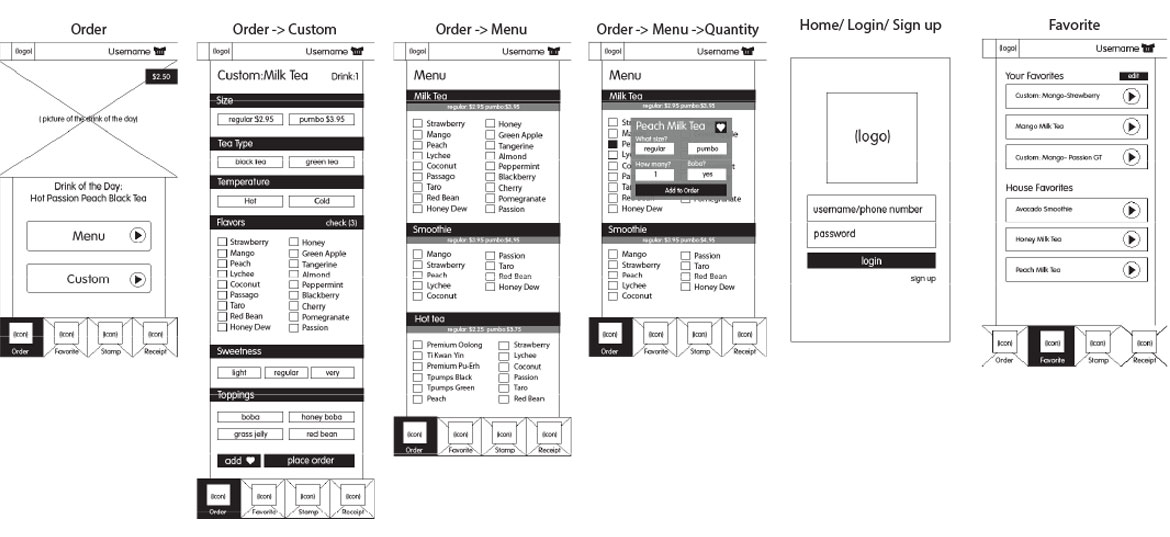 Order
(logo)
Username
$2.50
( picture of the drink of the day)
Drink of the Day:
Hot Passion Peach Black Tea
Menu
Custom
(icon) (icon) (icon) (icon)
Order Favorite Stamp Receipt
Order -> Custom
(logo)
Username
Custom:Milk Tea Drink:1
Size
regular $2.95 pumbo $3.95
Tea Type
black tea green tea
Temperature
Hot Cold
Flavors check (3)
Strawberry Honey
Mango Green Apple
Peach Tangerine
Lychee Almond
Coconut Peppermint
Passago Blackberry
Taro Cherry
Red Bean Pomegranate
Honey Dew Passion
Sweetness
light regular very
Toppings
boba honey boba
grass jelly red bean
add place order
(icon) (icon) (icon) (icon)
Order Favorite Stamp Receipt
Order -> Menu
(logo)
Username
Menu
Milk Tea
regular: $2.95 pumbo $3.95
Strawberry Honey
Mango Green Apple
Peach Tangerine
Lychee Almond
Coconut Peppermint
Passago Blackberry
Taro Cherry
Red Bean Pomegranate
Honey Dew Passion
Smoothie
regular $3.95 pumbo $4.95
Mango Passion
Strawberry Taro
Peach Red Bean
Lychee Honey Dew
Coconut
Hot tea
regular $2.25 pumbo $3.75
Premium Oolong Strawberry
Ti Kwan Yin Lychee
Premium Pu-Erh Coconut
Tpumps Black Passion
Tpumps Green Taro
Peach Red Bean
(icon) (icon) (icon) (icon)
Order Favorite Stamp Receipt
Order -> Menu ->Quantity
(logo)
Username
Menu
Milk Tea
regular $2.95 pumbo $3.95
Peach Milk Tea
What size?
regular pumbo
How many? Boba?
1 yes
Add to Order
Red Bean Pomegranate
Honey Dew Passion
Smoothie
regular $3.95 pumbo $4.95
Mango Passion
Strawberry Taro
Peach Red Bean
Lychee Honey Dew
Coconut
(icon) (icon) (icon) (icon)
Order Favorite Stamp Receipt
Home/ Login/ Sign up
(logo)
username/phone number
password
login
sign up
Favorite
(logo)
Username
Your Favorites edit
Custom: Mango-Strawberry
Mango Milk Tea
Custom: Mango- Passion GT
House Favorites
Avocado Smoothie
Honey Milk Tea
Peach Milk Tea
(icon) (icon) (icon) (icon)
Order Favorite Stamp Receipt